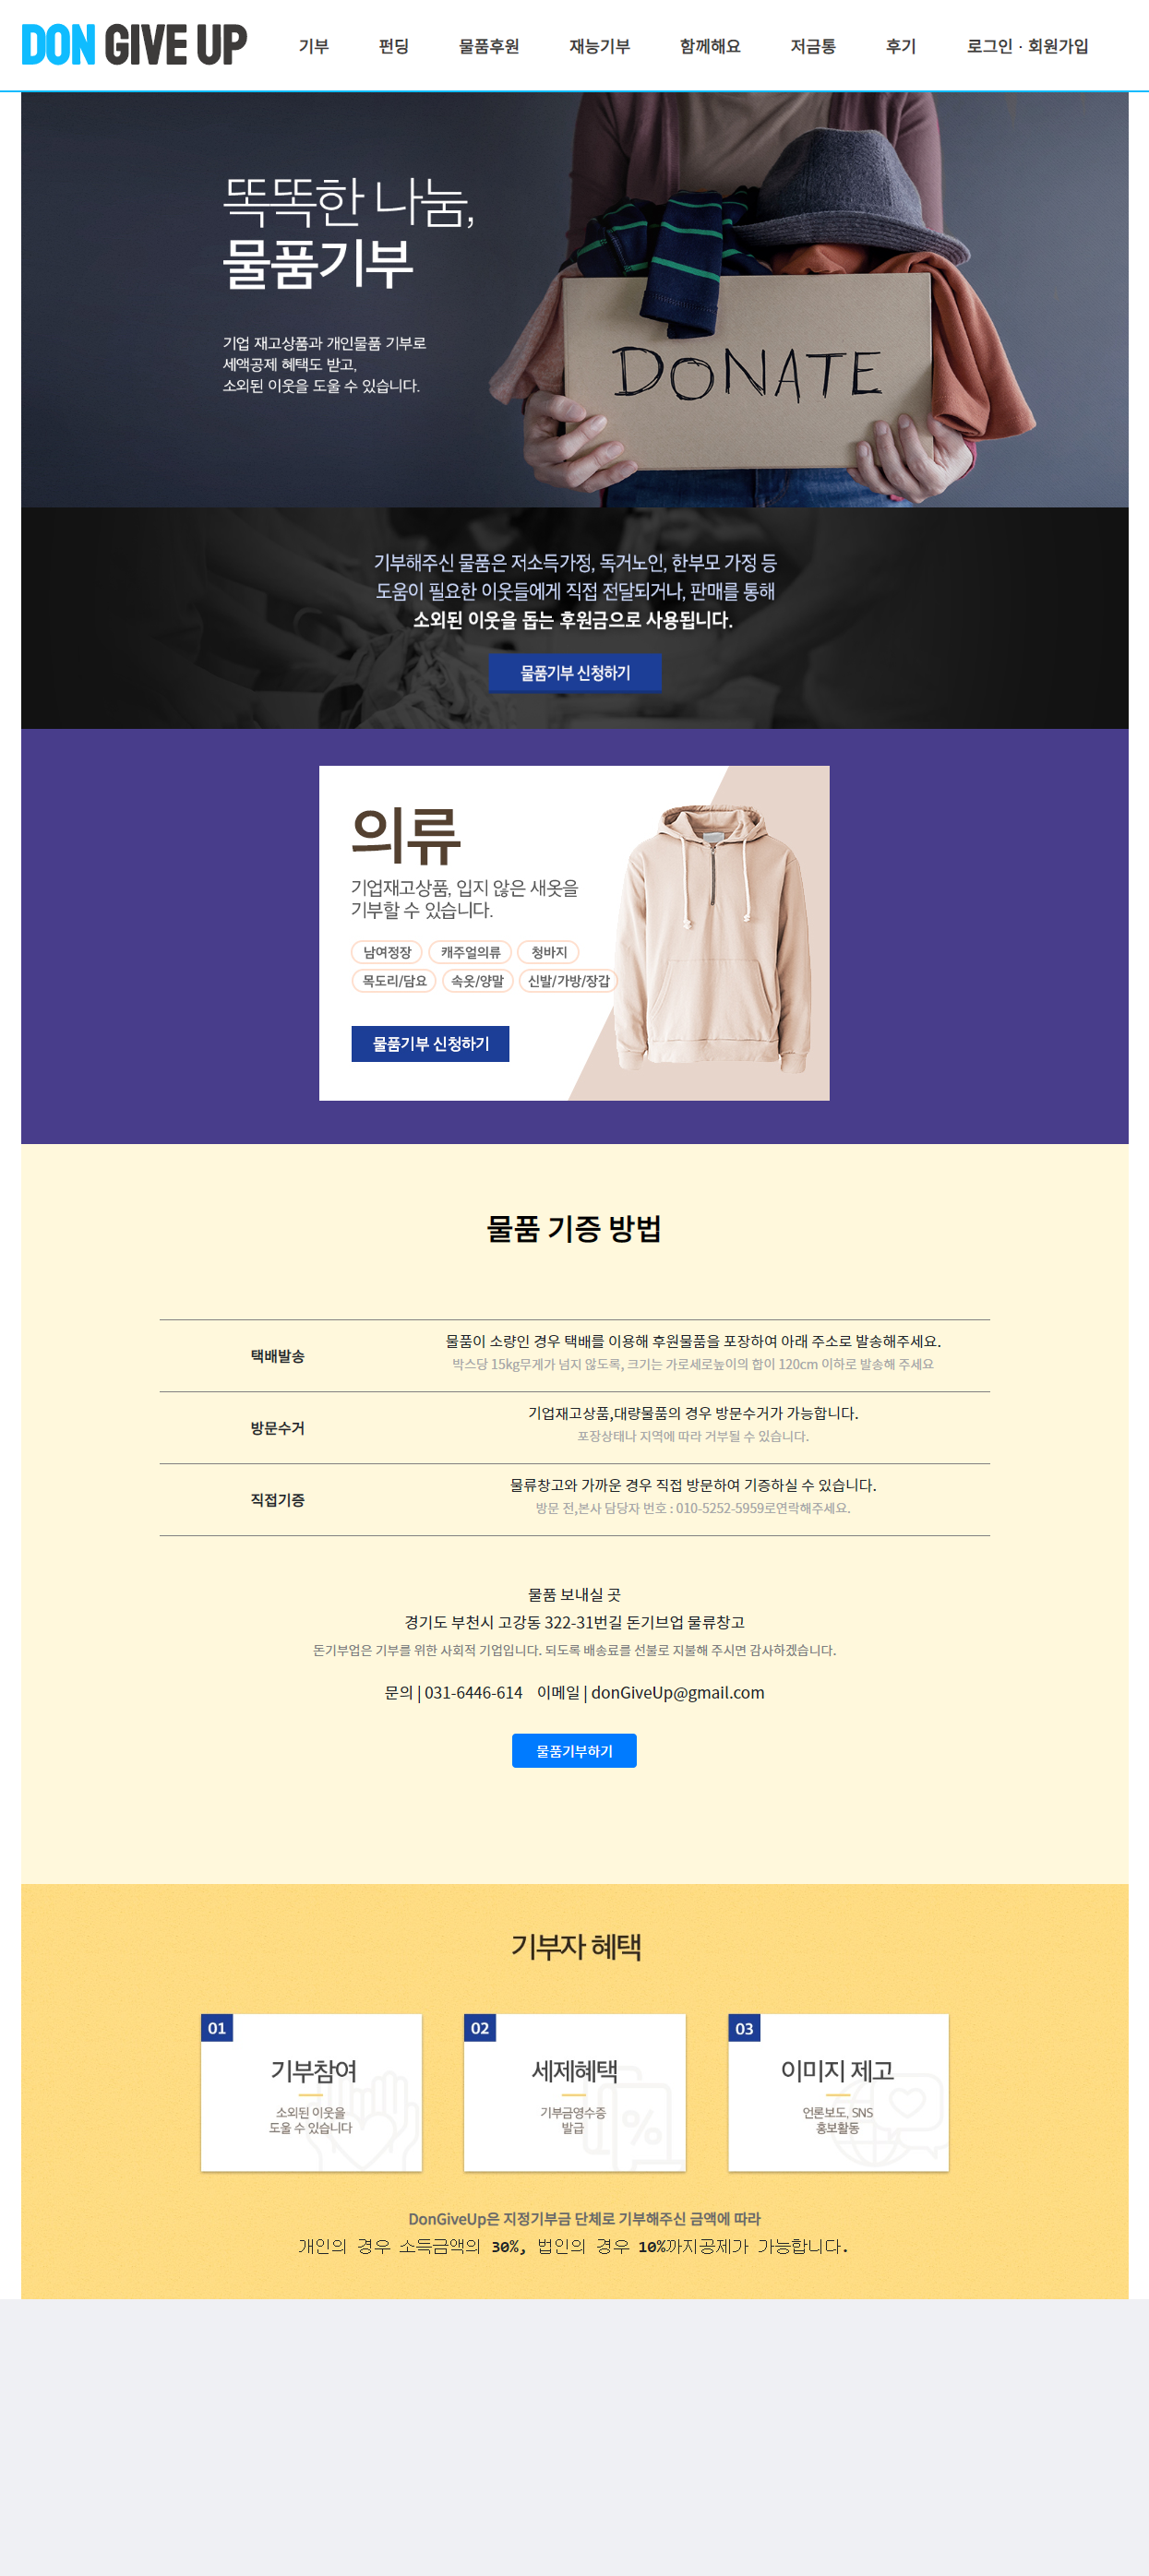 DON GIVE UP
기부 펀딩 물품후원 재능기부 함께해요 저금통 후기 로그인 · 회원가입
똑똑한 나눔,
물품기부
기업 재고상품과 개인물품 기부로
세액공제 혜택도 받고,
소외된 이웃을 도울 수 있습니다.
DONATE
기부해주신 물품은 저소득가정, 독거노인, 한부모 가정 등
도움이 필요한 이웃들에게 직접 전달되거나, 판매를 통해
소외된 이웃을 돕는 후원금으로 사용됩니다.
물품기부 신청하기
의류
기업재고상품, 입지 않은 새옷을
기부할 수 있습니다.
남여정장 캐주얼의류 청바지
목도리/담요 속옷/양말 신발/가방/장갑
물품기부 신청하기
물품 기증 방법
택배발송
물품이 소량인 경우 택배를 이용해 후원물품을 포장하여 아래 주소로 발송해주세요.
박스당 15kg무게가 넘지 않도록, 크기는 가로세로높이의 합이 120cm 이하로 발송해 주세요
방문수거
기업재고상품,대량물품의 경우 방문수거가 가능합니다.
포장상태나 지역에 따라 거부될 수 있습니다.
직접기증
물류창고와 가까운 경우 직접 방문하여 기증하실 수 있습니다.
방문 전,본사 담당자 번호 : 010-5252-5959로연락해주세요.
물품 보내실 곳
경기도 부천시 고강동 322-31번길 돈기브업 물류창고
돈기부업은 기부를 위한 사회적 기업입니다. 되도록 배송료를 선불로 지불해 주시면 감사하겠습니다.
문의 | 031-6446-614 이메일 | donGiveUp@gmail.com
물품기부하기
기부자 혜택
01
기부참여
소외된 이웃을
도울 수 있습니다
02
세제혜택
기부금영수증
발급
03
이미지 제고
언론보도, SNS
홍보활동
DonGiveUp은 지정기부금 단체로 기부해주신 금액에 따라
개인의 경우 소득금액의 30%, 법인의 경우 10%까지공제가 가능합니다.